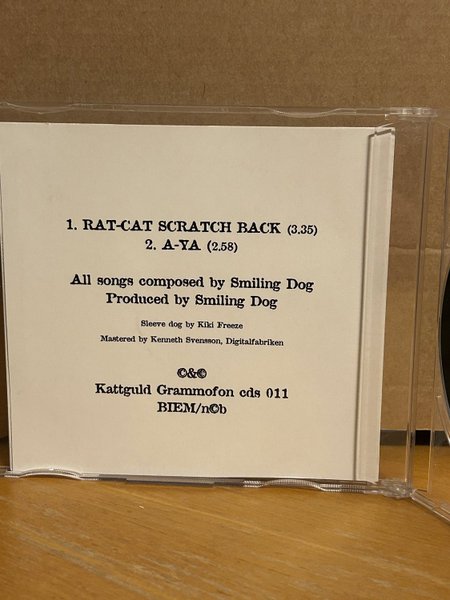 1. RAT-CAT SCRATCH BACK (3.35)
2. A-YA (2.58)
All songs composed by Smiling Dog
Produced by Smiling Dog
Sleeve dog by Kiki Freeze
Mastered by Kenneth Svensson, Digitalfabriken
©&©
Kattguld Grammofon cds 011
BIEM/n©b